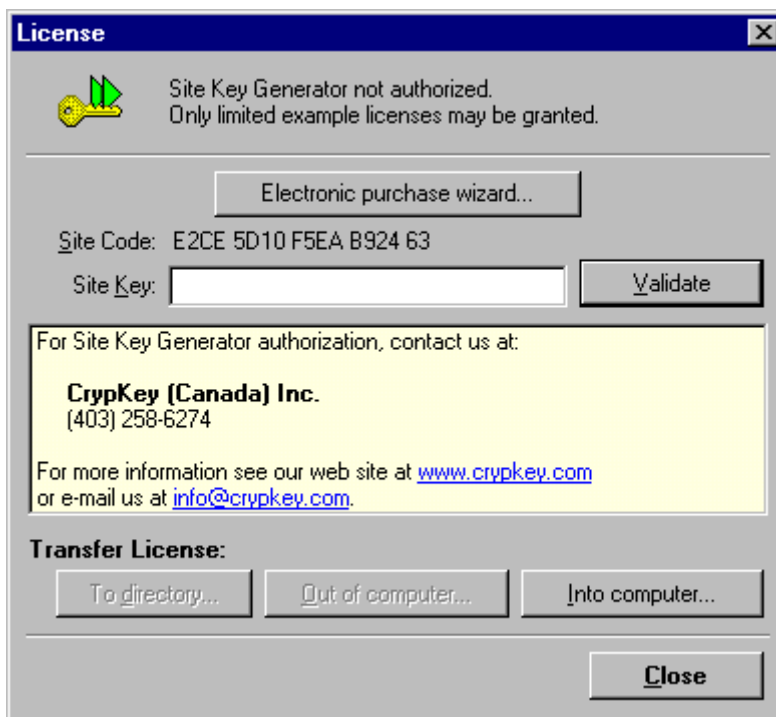 License
Site Key Generator not authorized.
Only limited example licenses may be granted.
Electronic purchase wizard...
Site Code: E2CE 5D10 F5EA B924 63
Site Key:
Validate
For Site Key Generator authorization, contact us at:
CrypKey (Canada) Inc.
(403) 258-6274
For more information see our web site at www.crypkey.com
or e-mail us at info@crypkey.com.
Transfer License:
To directory... Out of computer... Into computer...
Close